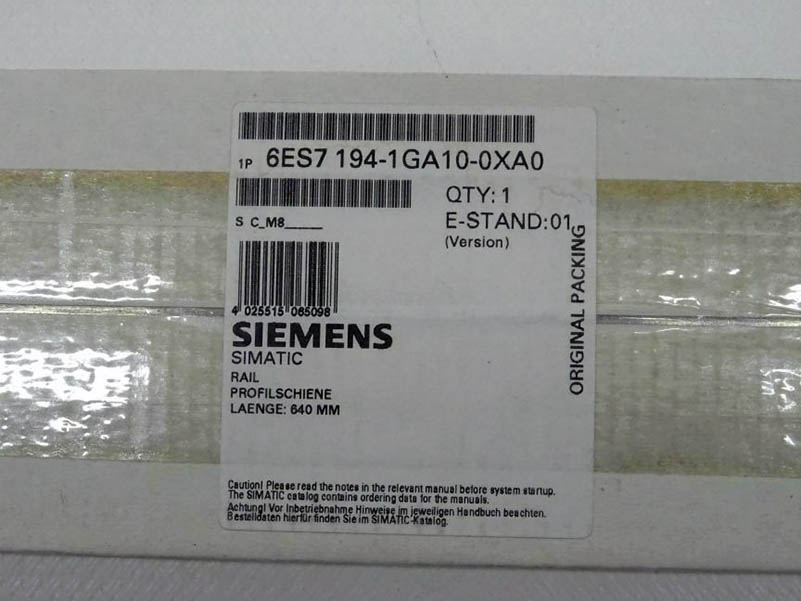 1P 6ES7 194-1GA10-0XA0
QTY: 1
S C_M8_____
E-STAND:01
(Version)
4 025515 065098
ORIGINAL PACKING
SIEMENS
SIMATIC
RAIL
PROFILSCHIENE
LAENGE: 640 MM
Caution! Please read the notes in the relevant manual before system startup.
The SIMATIC catalog contains ordering data for the manuals.
Achtung! Vor Inbetriebnahme Hinweise im jeweiligen Handbuch beachten.
Bestelldaten hierfür finden Sie im SIMATIC-Katalog.